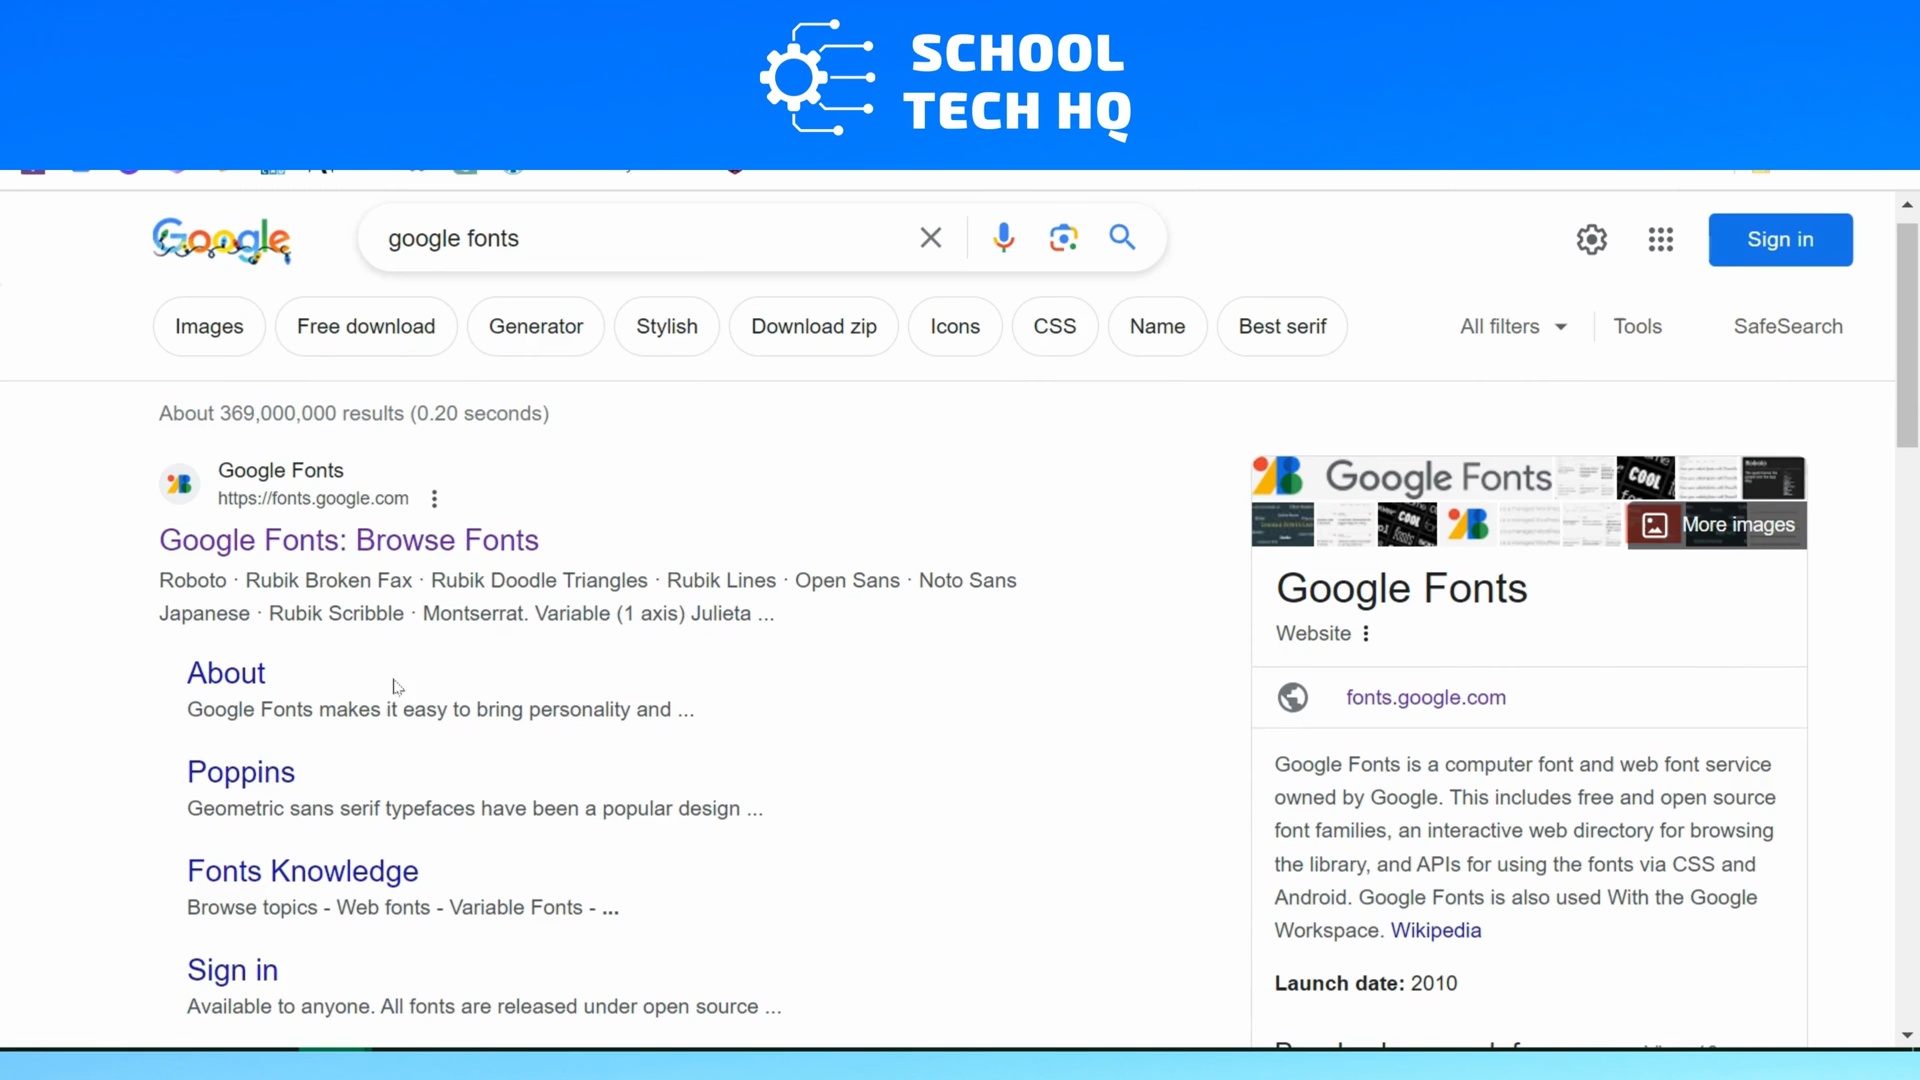 SCHOOL
TECH HQ
Google
google fonts
Sign in
Images
Free download
Generator
Stylish
Download zip
Icons
CSS
Name
Best serif
All filters
Tools
SafeSearch
About 369,000,000 results (0.20 seconds)
Google Fonts
https://fonts.google.com
Google Fonts: Browse Fonts
Roboto · Rubik Broken Fax · Rubik Doodle Triangles · Rubik Lines · Open Sans · Noto Sans
Japanese · Rubik Scribble · Montserrat. Variable (1 axis) Julieta ...
About
Google Fonts makes it easy to bring personality and ...
Poppins
Geometric sans serif typefaces have been a popular design ...
Fonts Knowledge
Browse topics - Web fonts - Variable Fonts - ...
Sign in
Available to anyone. All fonts are released under open source ...
Google Fonts
COOL
Roboto
COOL
More images
Google Fonts
Website
fonts.google.com
Google Fonts is a computer font and web font service
owned by Google. This includes free and open source
font families, an interactive web directory for browsing
the library, and APIs for using the fonts via CSS and
Android. Google Fonts is also used With the Google
Workspace. Wikipedia
Launch date: 2010